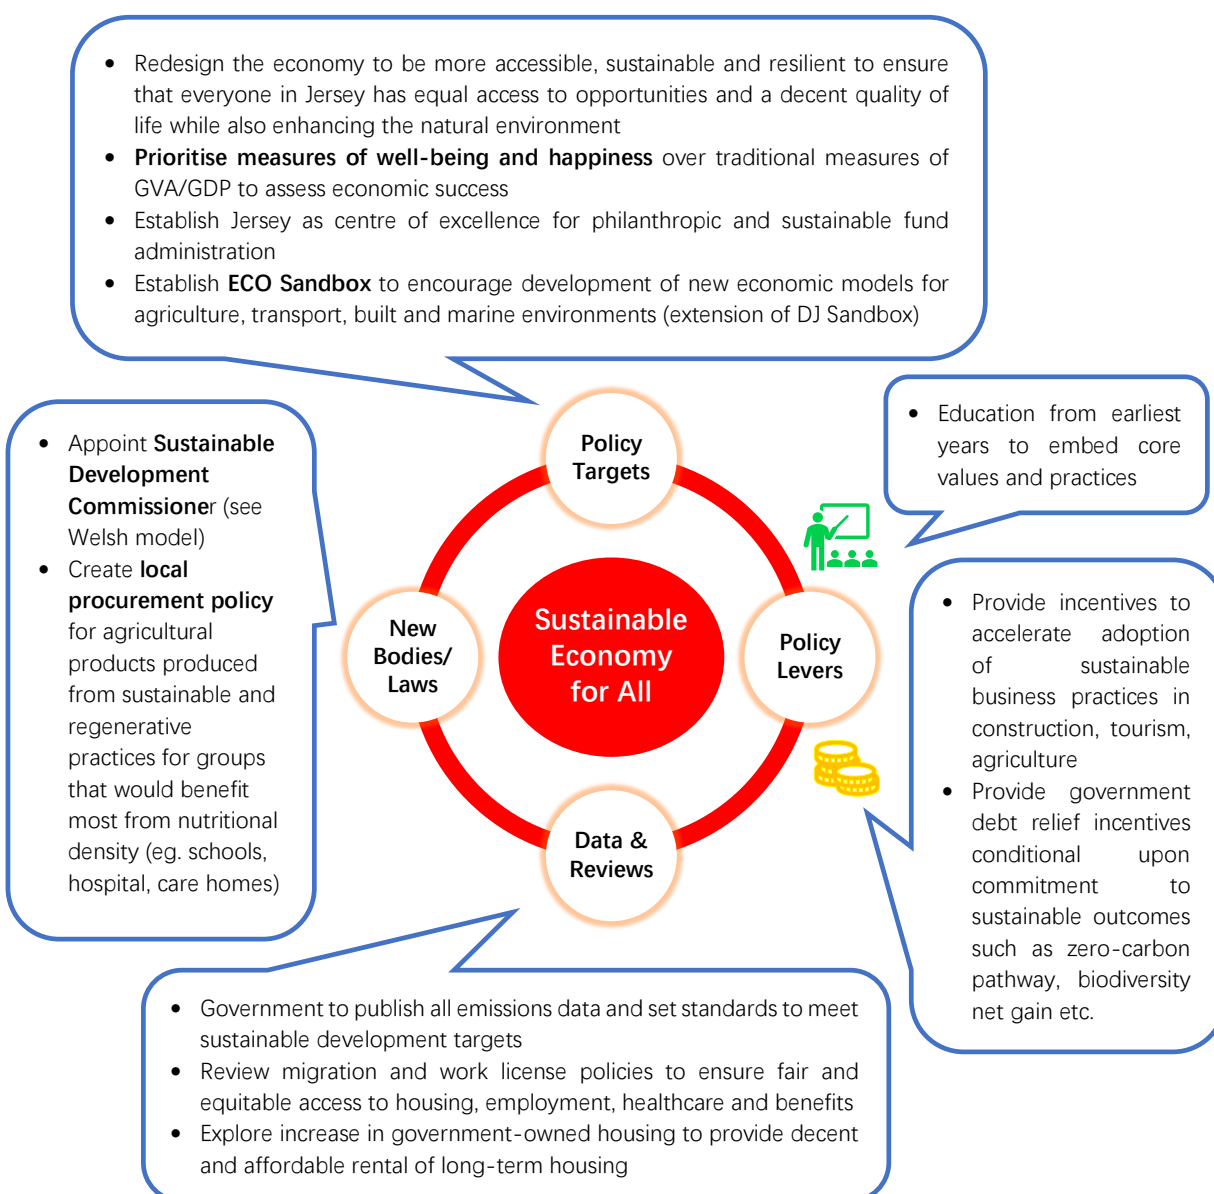 • Redesign the economy to be more accessible, sustainable and resilient to ensure
that everyone in Jersey has equal access to opportunities and a decent quality of
life while also enhancing the natural environment
• Prioritise measures of well-being and happiness over traditional measures of
GVA/GDP to assess economic success
• Establish Jersey as centre of excellence for philanthropic and sustainable fund
administration
• Establish ECO Sandbox to encourage development of new economic models for
agriculture, transport, built and marine environments (extension of DJ Sandbox)
• Appoint Sustainable
Development
Commissioner (see
Welsh model)
• Create local
procurement policy
for agricultural
products produced
from sustainable and
regenerative
practices for groups
that would benefit
most from nutritional
density (eg. schools,
hospital, care homes)
Policy
Targets
New
Bodies/
Laws
Sustainable
Economy
for All
Policy
Levers
Data &
Reviews
• Education from earliest
years to embed core
values and practices
• Provide incentives to
accelerate adoption
of sustainable
business practices in
construction, tourism,
agriculture
• Provide government
debt relief incentives
conditional upon
commitment to
sustainable outcomes
such as zero-carbon
pathway, biodiversity
net gain etc.
• Government to publish all emissions data and set standards to meet
sustainable development targets
• Review migration and work license policies to ensure fair and
equitable access to housing, employment, healthcare and benefits
• Explore increase in government-owned housing to provide decent
and affordable rental of long-term housing